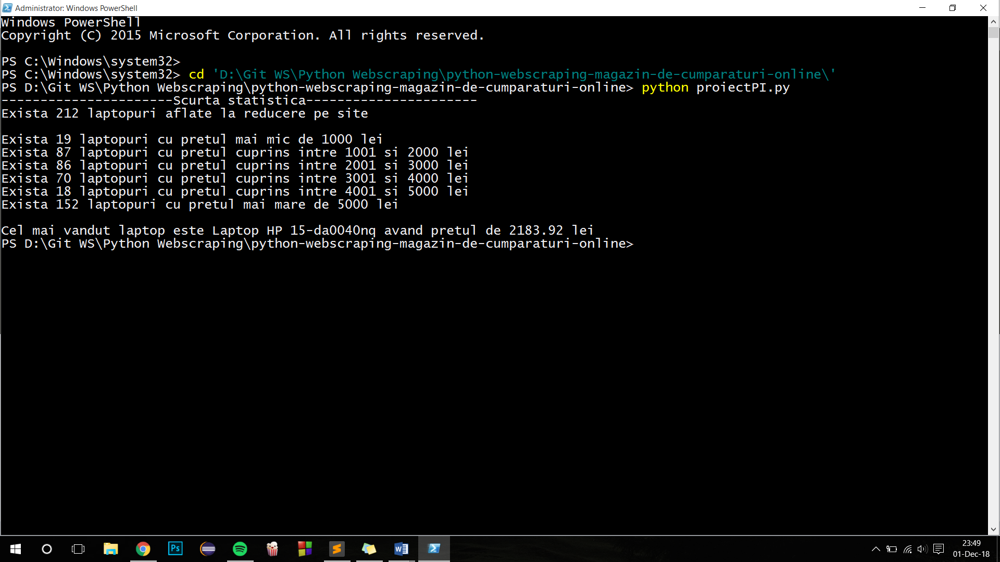 Administrator: Windows PowerShell
Windows PowerShell
Copyright (C) 2015 Microsoft Corporation. All rights reserved.
PS C:\Windows\system32>
PS C:\Windows\system32> cd 'D:\Git WS\Python Webscraping\python-webscraping-magazin-de-cumparaturi-online\'
PS D:\Git WS\Python Webscraping\python-webscraping-magazin-de-cumparaturi-online> python proiectPI.py
----------------------Scurta statistica----------------------
Exista 212 laptopuri aflate la reducere pe site
Exista 19 laptopuri cu pretul mai mic de 1000 lei
Exista 87 laptopuri cu pretul cuprins intre 1001 si 2000 lei
Exista 86 laptopuri cu pretul cuprins intre 2001 si 3000 lei
Exista 70 laptopuri cu pretul cuprins intre 3001 si 4000 lei
Exista 18 laptopuri cu pretul cuprins intre 4001 si 5000 lei
Exista 152 laptopuri cu pretul mai mare de 5000 lei
Cel mai vandut laptop este Laptop HP 15-da0040nq avand pretul de 2183.92 lei
PS D:\Git WS\Python Webscraping\python-webscraping-magazin-de-cumparaturi-online>
Ps
23:49
01-Dec-18